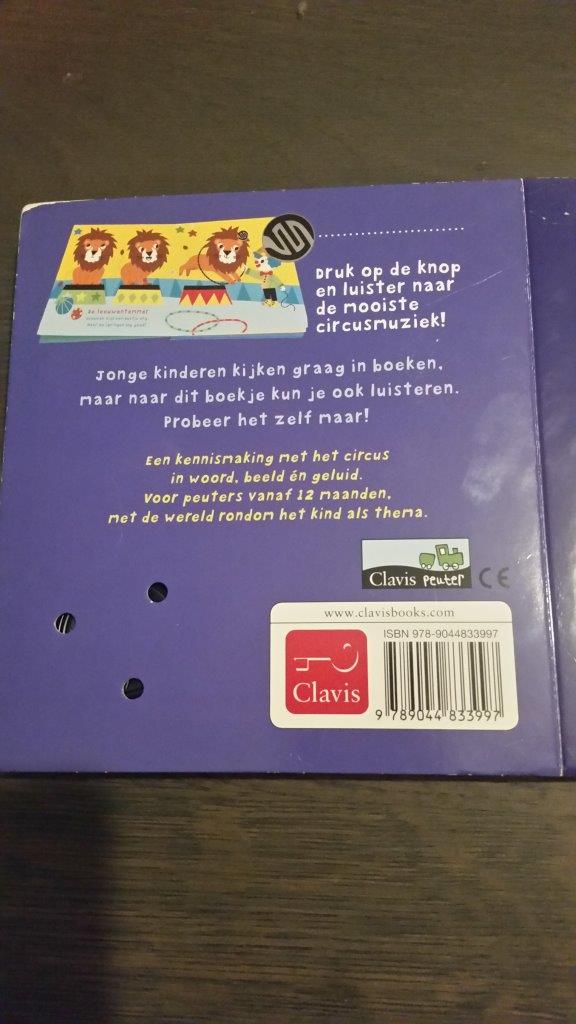 Druk op de knop
en luister naar
de mooiste
circusmuziek!
De leeuwentemmer
Jonge kinderen kijken graag in boeken,
maar naar dit boekje kun je ook luisteren.
Probeer het zelf maar!
Een kennismaking met het circus
in woord, beeld én geluid.
Voor peuters vanaf 12 maanden,
met de wereld rondom het kind als thema.
Clavis Peuter CE
www.clavisbooks.com
ISBN 978-9044833997
Clavis
9 789044 833997